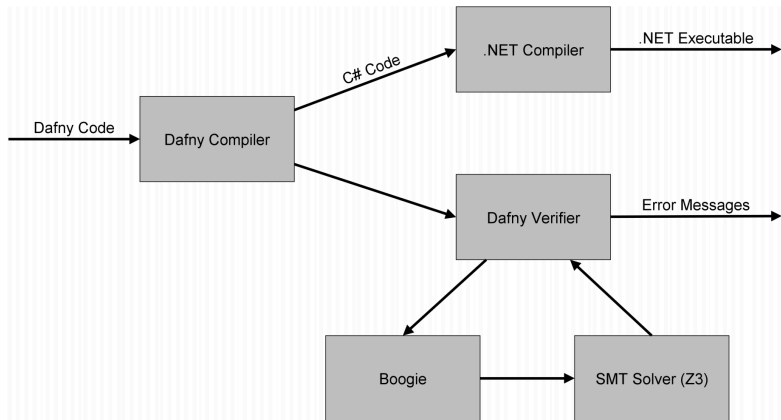 .NET Compiler
.NET Executable
C# Code
Dafny Code
Dafny Compiler
Dafny Verifier
Error Messages
Boogie
SMT Solver (Z3)